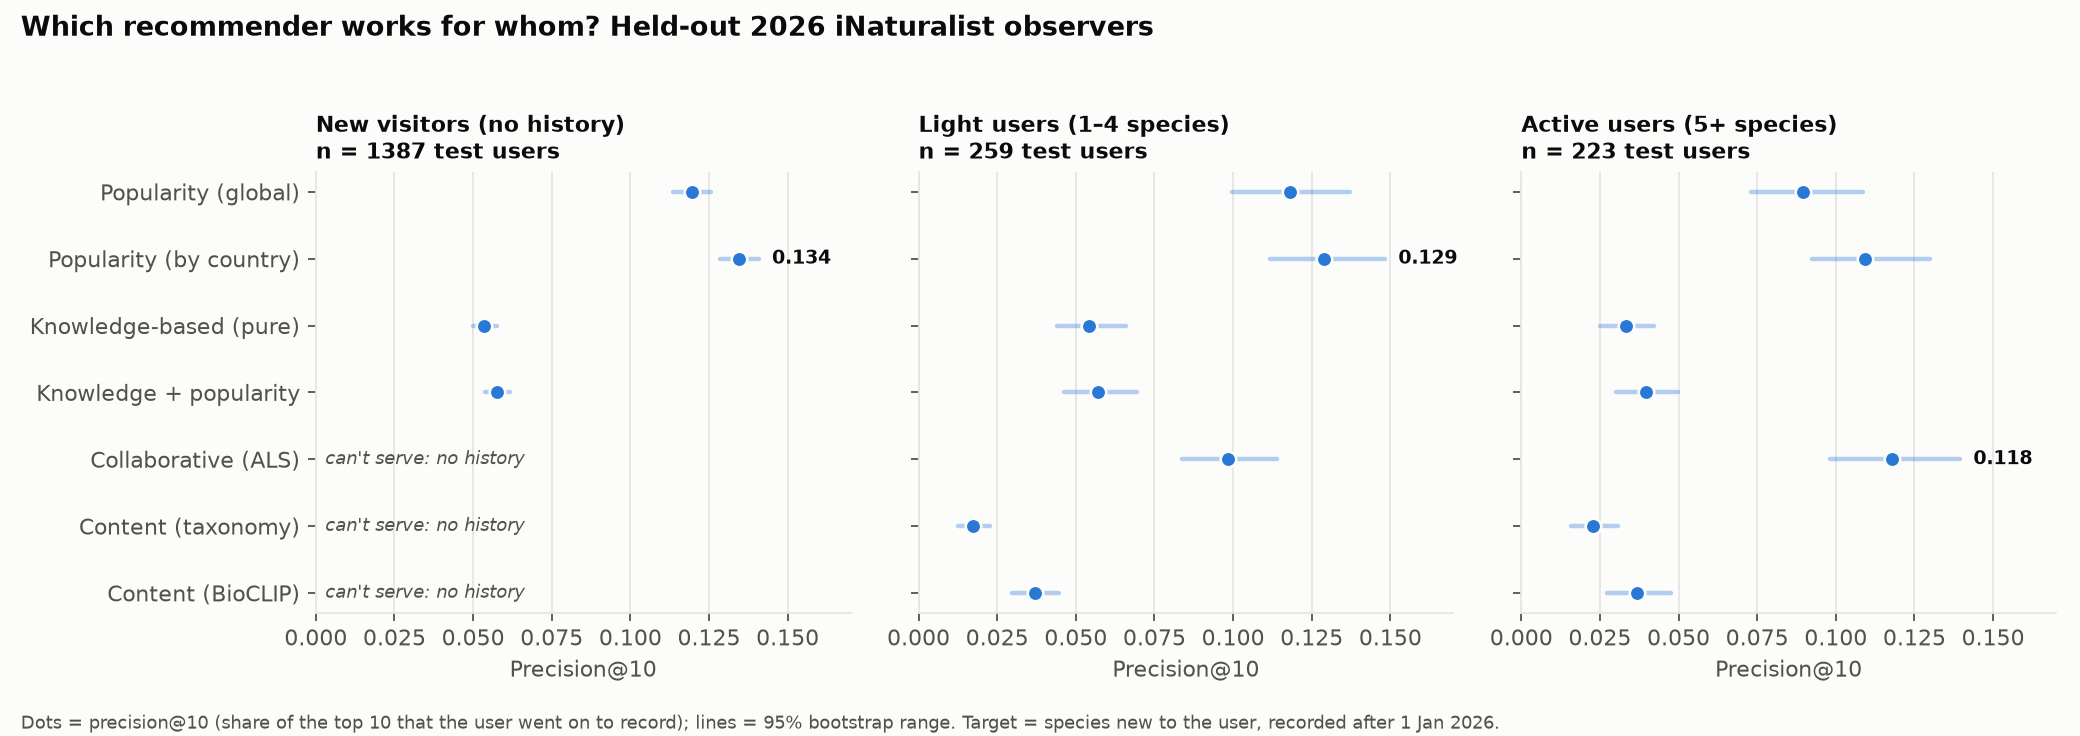 Which recommender works for whom? Held-out 2026 iNaturalist observers
New visitors (no history)
n = 1387 test users
Light users (1–4 species)
n = 259 test users
Active users (5+ species)
n = 223 test users
Popularity (global)
Popularity (by country)
0.134
0.129
Knowledge-based (pure)
Knowledge + popularity
Collaborative (ALS)
can't serve: no history
0.118
Content (taxonomy)
can't serve: no history
Content (BioCLIP)
can't serve: no history
0.000 0.025 0.050 0.075 0.100 0.125 0.150
0.000 0.025 0.050 0.075 0.100 0.125 0.150
0.000 0.025 0.050 0.075 0.100 0.125 0.150
Precision@10
Precision@10
Precision@10
Dots = precision@10 (share of the top 10 that the user went on to record); lines = 95% bootstrap range. Target = species new to the user, recorded after 1 Jan 2026.